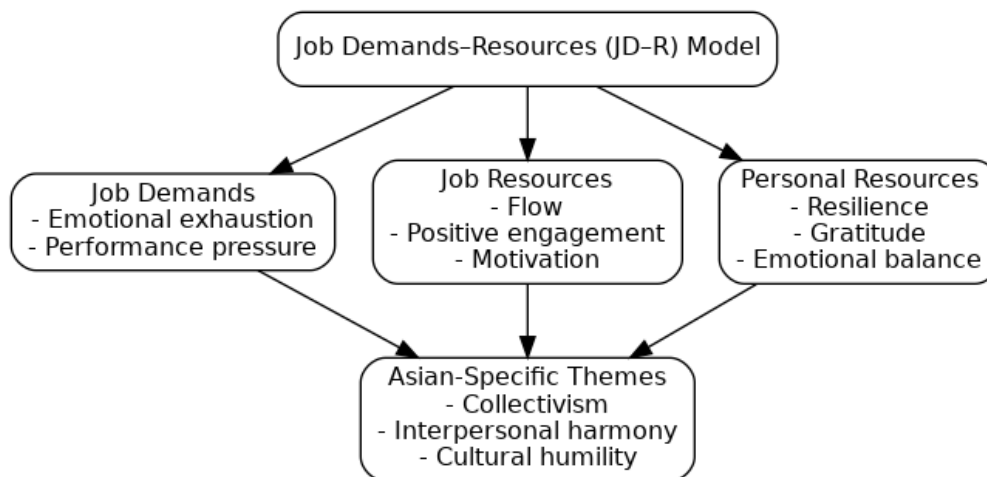 Job Demands–Resources (JD–R) Model
Job Demands
- Emotional exhaustion
- Performance pressure
Job Resources
- Flow
- Positive engagement
- Motivation
Personal Resources
- Resilience
- Gratitude
- Emotional balance
Asian-Specific Themes
- Collectivism
- Interpersonal harmony
- Cultural humility